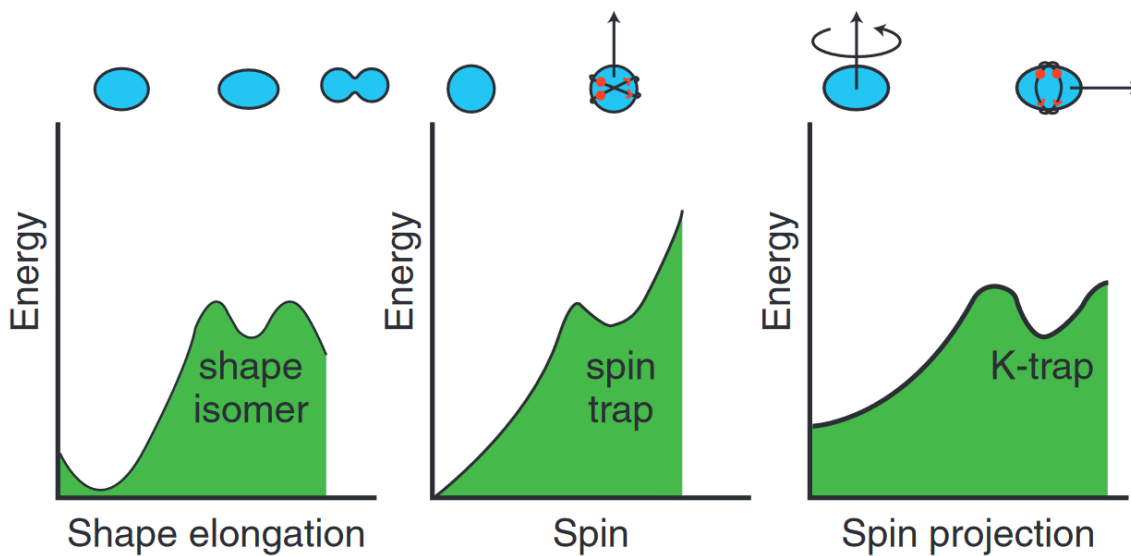 Energy
shape
isomer
Shape elongation
Energy
spin
trap
Spin
Energy
K-trap
Spin projection